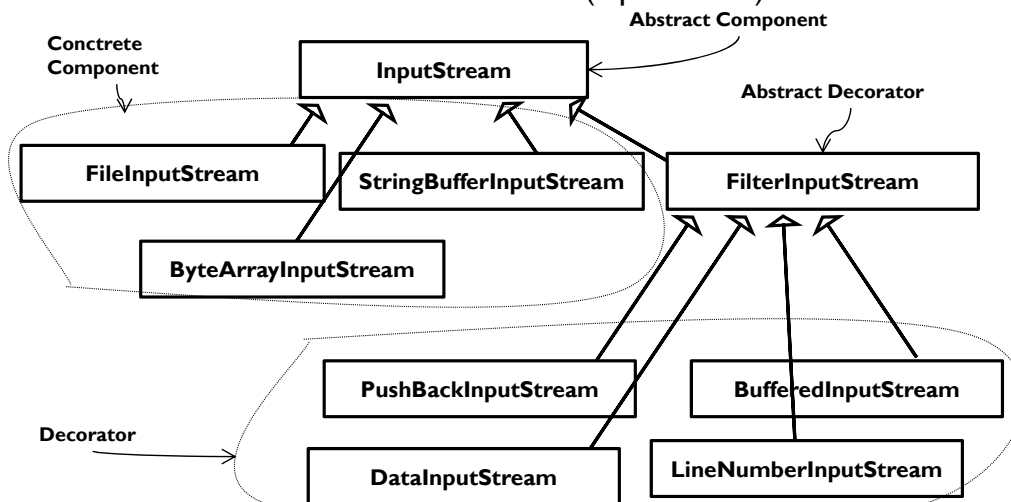 Abstract Component
Conctrete
Component
InputStream
Abstract Decorator
FileInputStream
StringBufferInputStream
FilterInputStream
ByteArrayInputStream
PushBackInputStream
BufferedInputStream
Decorator
DataInputStream
LineNumberInputStream